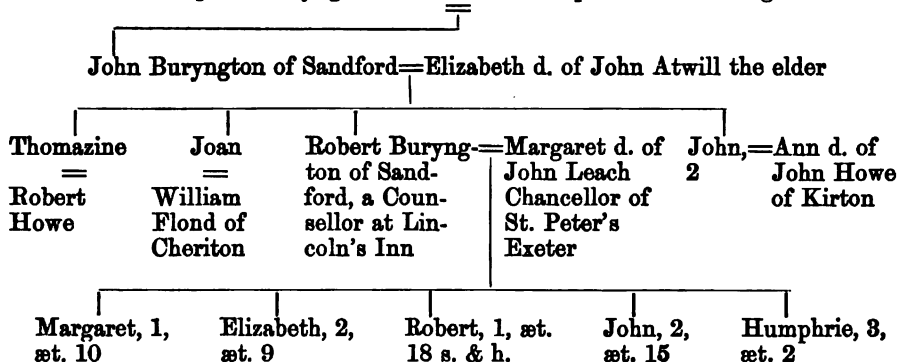 John Buryngton of Sandford=Elizabeth d. of John Atwill the elder
Thomazine
=
Robert
Howe
Joan
=
William
Flond of
Cheriton
Robert Buryng-=
ton of Sand-
ford, a Coun-
sellor at Lin-
coln's Inn
Margaret d. of
John Leach
Chancellor of
St. Peter's
Exeter
John,=
2
Ann d. of
John Howe
of Kirton
Margaret, 1,
æt. 10
Elizabeth, 2,
æt. 9
Robert, 1, æt.
18 s. & h.
John, 2,
æt. 15
Humphrie, 3,
æt. 2